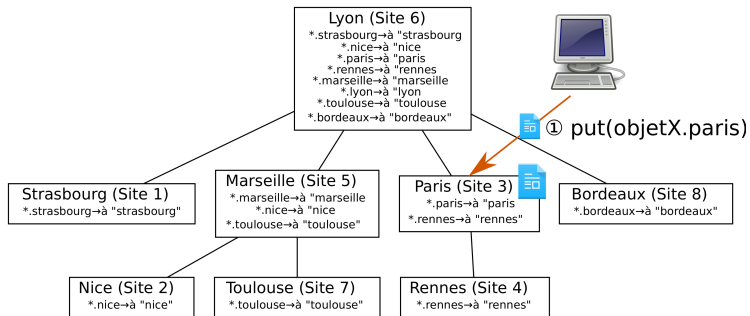 Lyon (Site 6)
*.strasbourg→à "strasbourg
*.nice→à "nice
*.paris→à "paris
*.rennes→à "rennes
*.marseille→à "marseille
*.lyon→à "lyon
*.toulouse→à "toulouse
*.bordeaux→à "bordeaux"
① put(objetX.paris)
Strasbourg (Site 1)
*.strasbourg→à "strasbourg"
Marseille (Site 5)
*.marseille→à "marseille
*.nice→à "nice
*.toulouse→à "toulouse"
Paris (Site 3)
*.paris→à "paris
*.rennes→à "rennes"
Bordeaux (Site 8)
*.bordeaux→à "bordeaux"
Nice (Site 2)
*.nice→à "nice"
Toulouse (Site 7)
*.toulouse→à "toulouse"
Rennes (Site 4)
*.rennes→à "rennes"